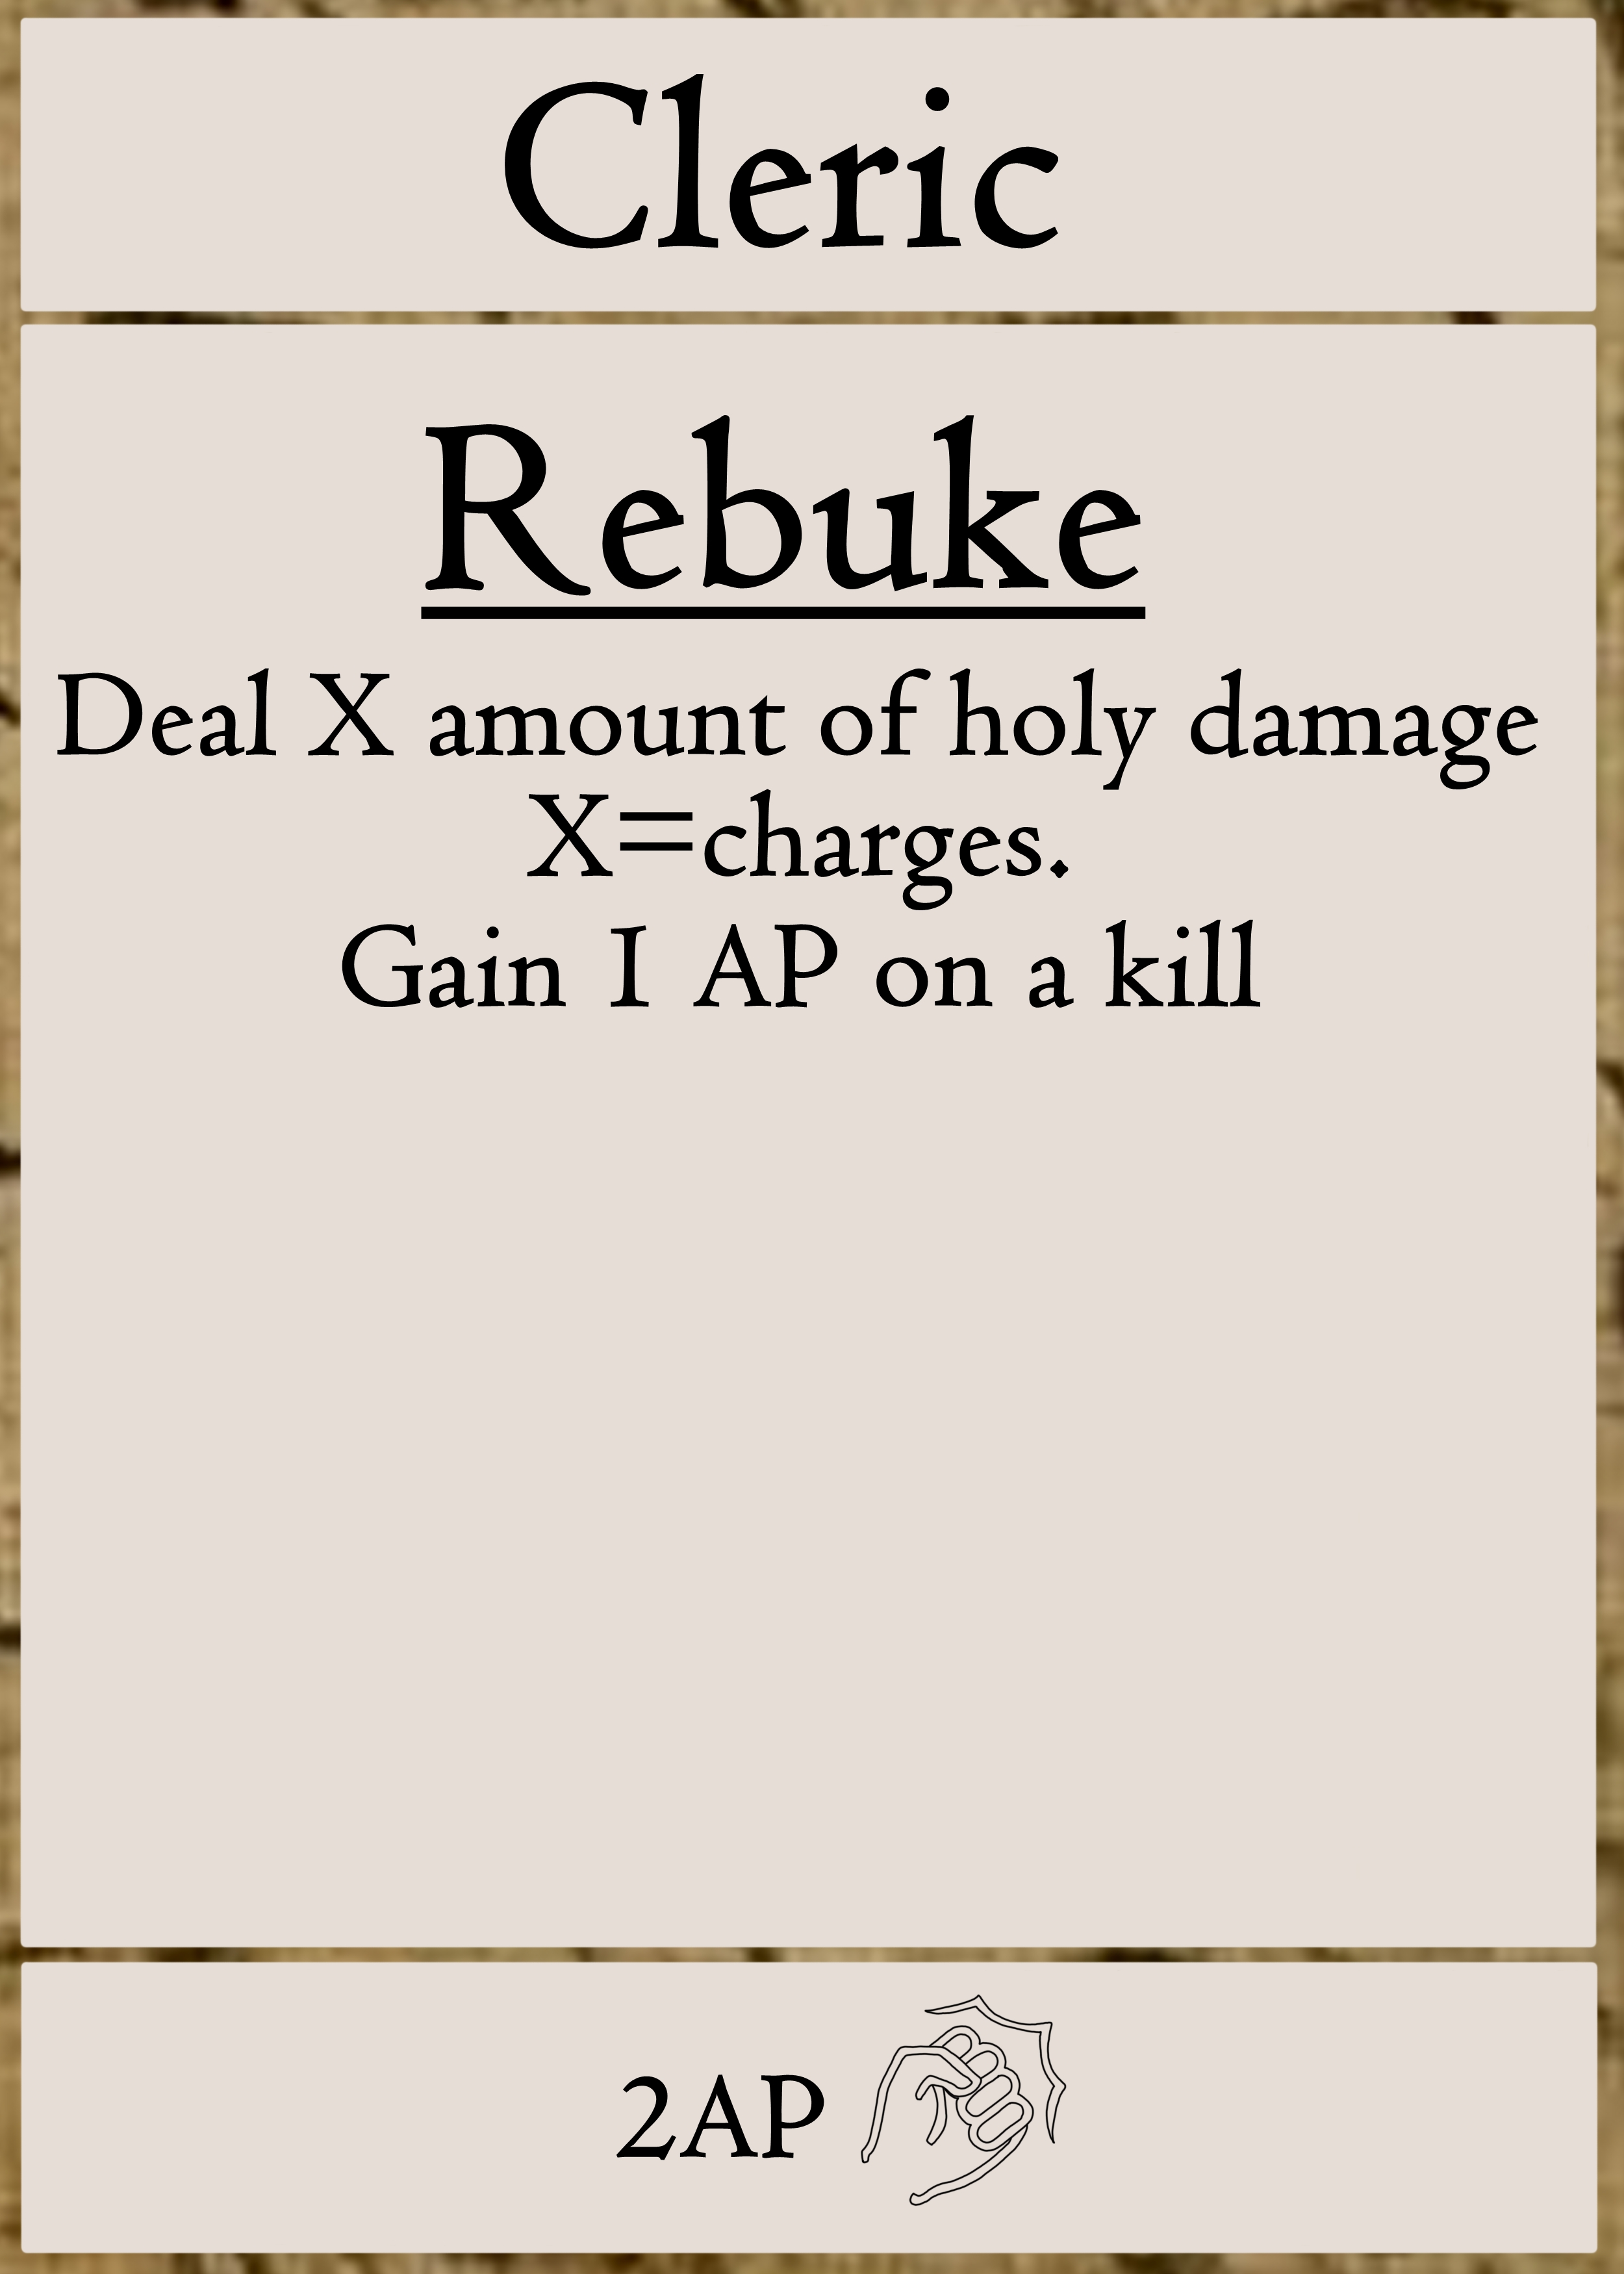 Cleric
Rebuke
Deal X amount of holy damage
X=charges.
Gain 1 AP on a kill
2AP